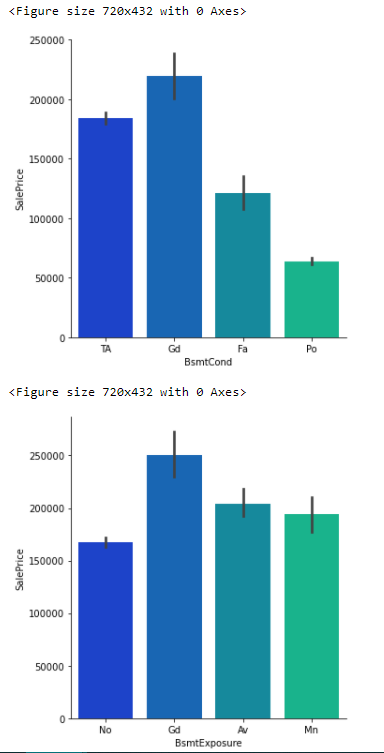 <Figure size 720x432 with 0 Axes>
250000
200000
150000
100000
50000
0
SalePrice
TA Gd Fa Po
BsmtCond
<Figure size 720x432 with 0 Axes>
250000
200000
150000
100000
50000
0
SalePrice
No Gd Av Mn
BsmtExposure